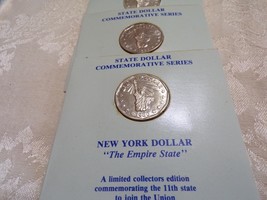 STATE DOLLAR
COMMEMORATIVE SERIES
STATE DOLLAR
COMMEMORATIVE SERIES
NEW YORK DOLLAR
"The Empire State"
A limited collectors edition
commemorating the 11th state
to join the Union